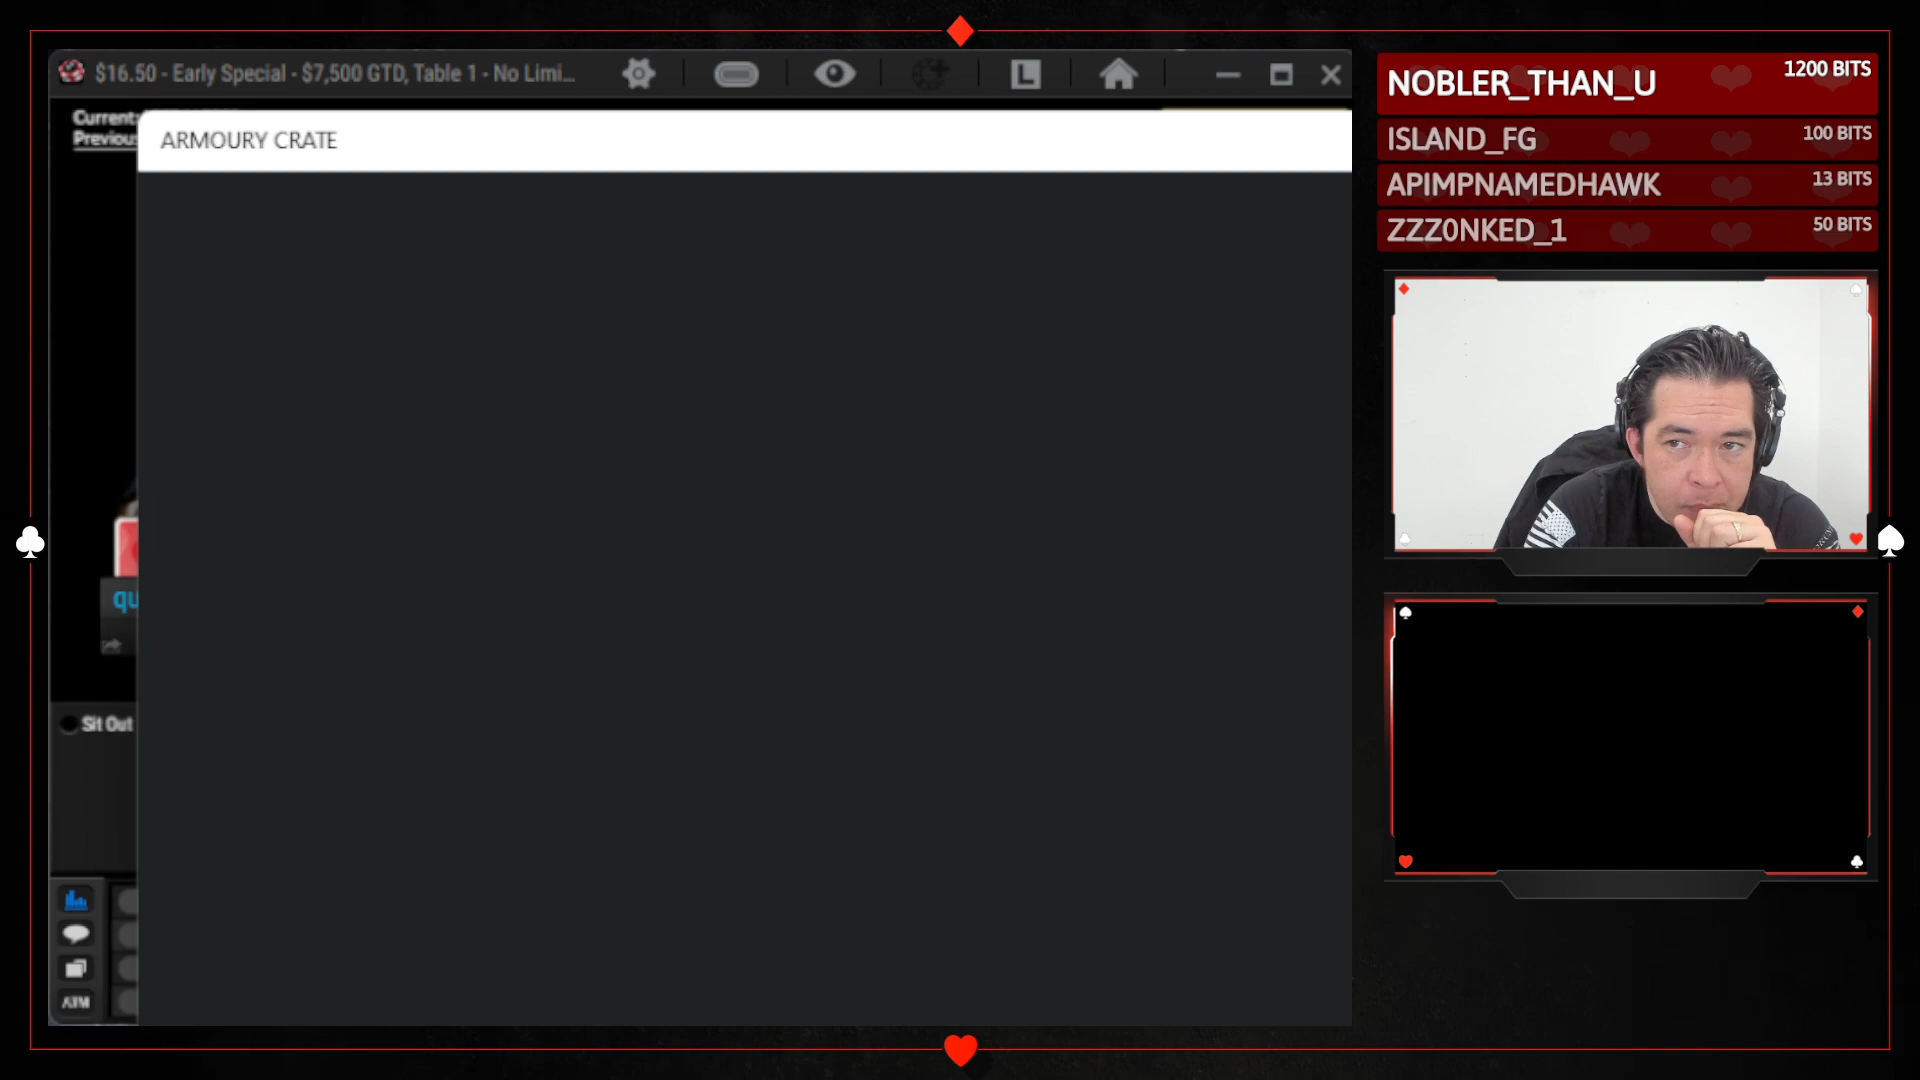 $16.50 - Early Special - $7,500 GTD, Table 1 - No Limi...
L
Current:
Previous
ARMOURY CRATE
qu
Sit Out
ATM
NOBLER_THAN_U 1200 BITS
ISLAND_FG 100 BITS
APIMPNAMEDHAWK 13 BITS
ZZZ0NKED_1 50 BITS